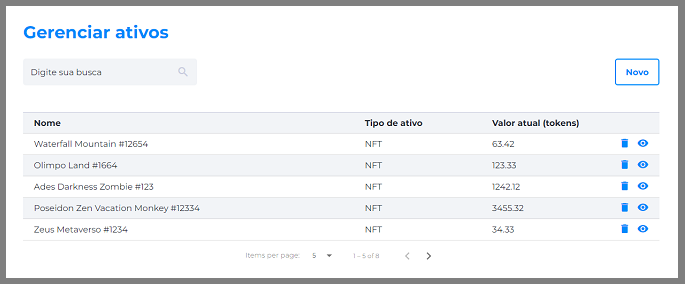 Gerenciar ativos
Digite sua busca
Novo
Nome Tipo de ativo Valor atual (tokens)
Waterfall Mountain #12654 NFT 63.42
Olimpo Land #1664 NFT 123.33
Ades Darkness Zombie #123 NFT 1242.12
Poseidon Zen Vacation Monkey #12334 NFT 3455.32
Zeus Metaverso #1234 NFT 34.33
Items per page: 5 1 – 5 of 8